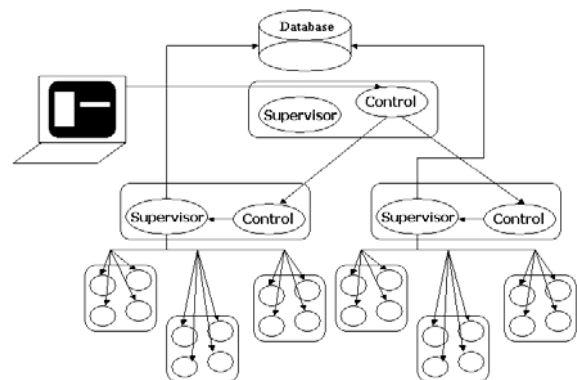 Database
Control
Supervisor
Supervisor
Control
Supervisor
Control